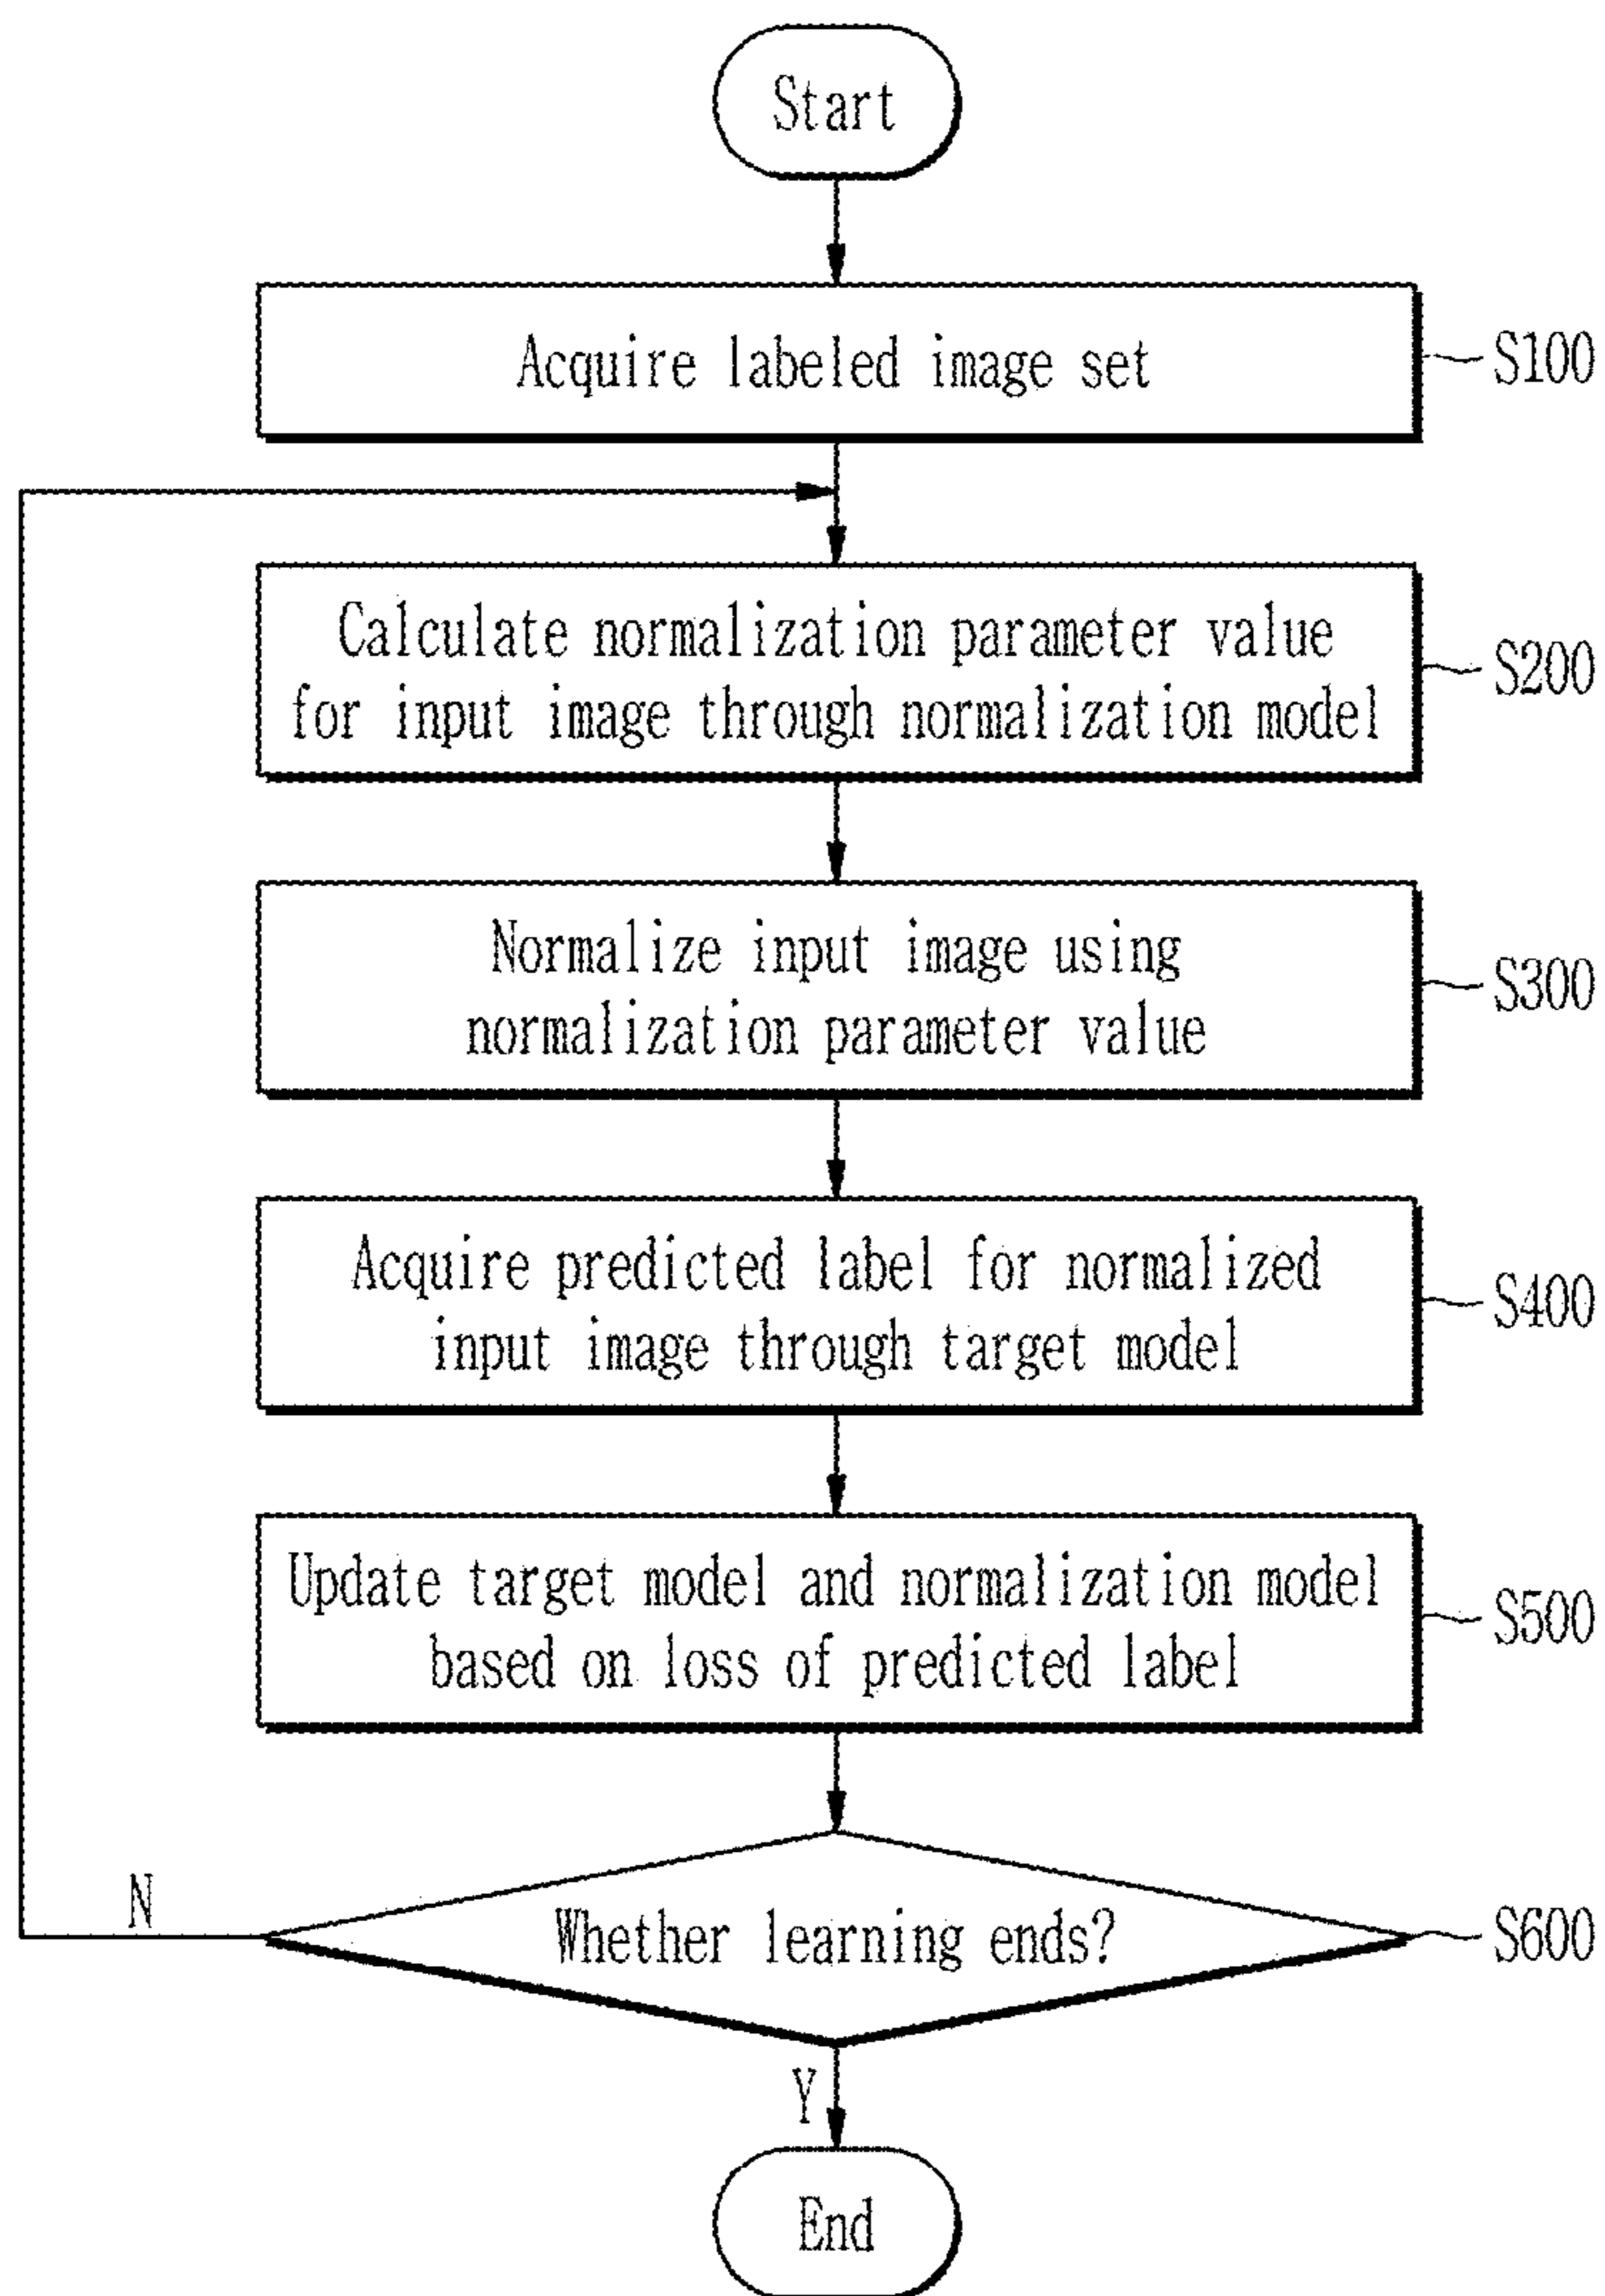 Start
Acquire labeled image set
S100
Calculate normalization parameter value
for input image through normalization model
S200
Normalize input image using
normalization parameter value
S300
Acquire predicted label for normalized
input image through target model
S400
Update target model and normalization model
based on loss of predicted label
S500
Whether learning ends?
S600
N
Y
End